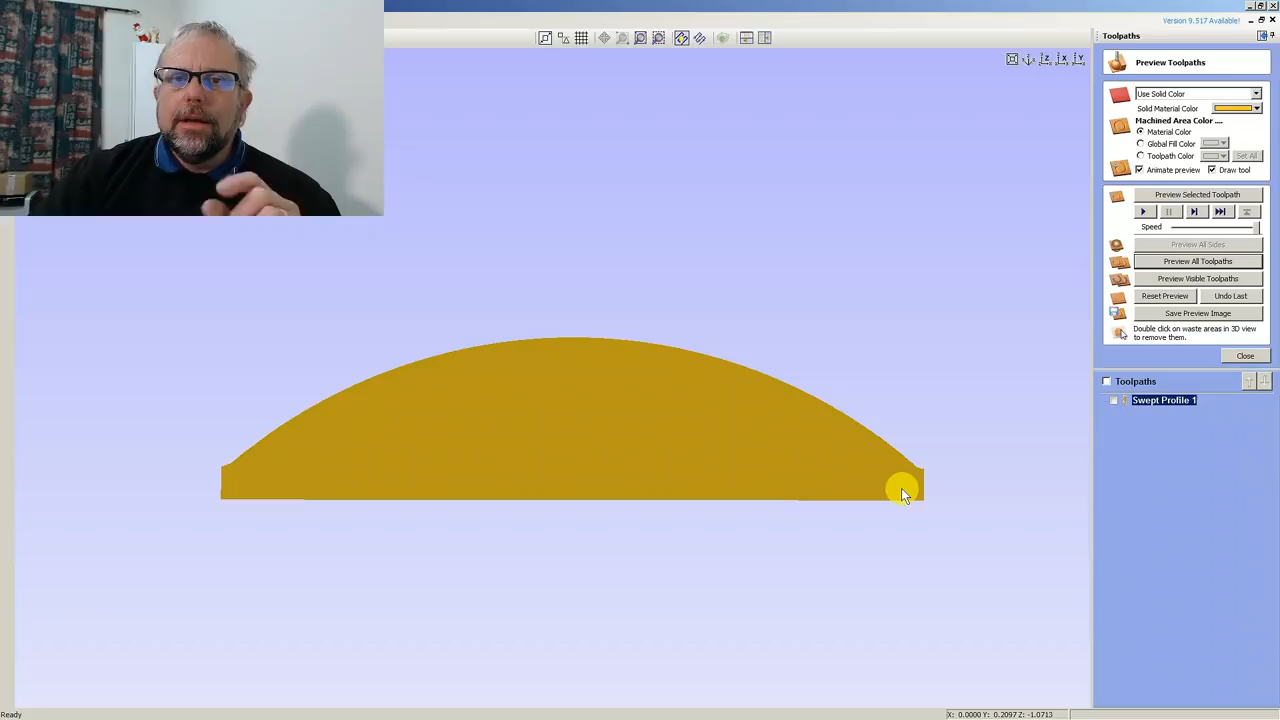 Version 9.517 Available!
Toolpaths
Preview Toolpaths
Use Solid Color
Solid Material Color
Machined Area Color ....
Material Color
Global Fill Color
Toolpath Color
Set All
Animate preview
Draw tool
Preview Selected Toolpath
Speed
Preview All Sides
Preview All Toolpaths
Preview Visible Toolpaths
Reset Preview
Undo Last
Save Preview Image
Double click on waste areas in 3D view
to remove them.
Close
Toolpaths
Swept Profile 1
Ready
X: 0.0000 Y: 0.2097 Z: -1.0713